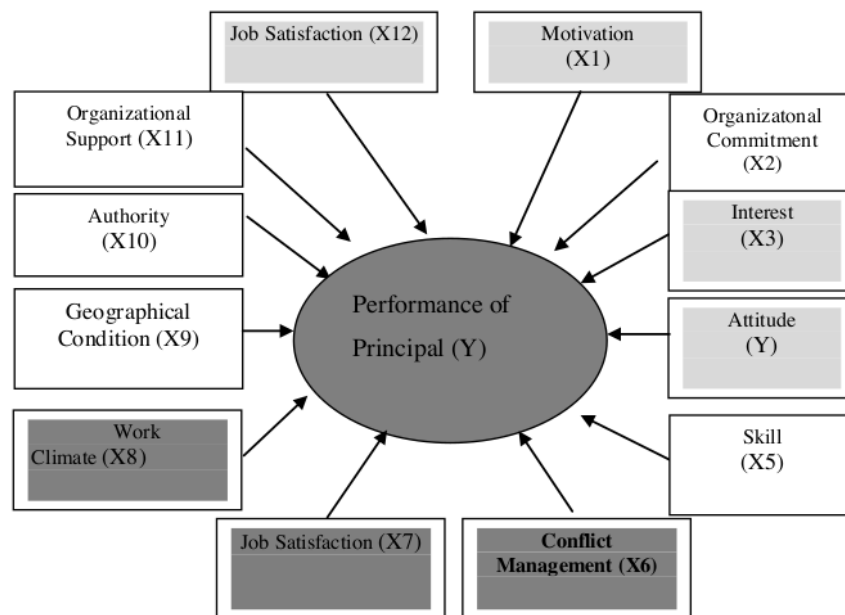 Job Satisfaction (X12)
Motivation
(X1)
Organizational
Support (X11)
Organizatonal
Commitment
(X2)
Authority
(X10)
Interest
(X3)
Geographical
Condition (X9)
Performance of
Principal (Y)
Attitude
(Y)
Work
Climate (X8)
Skill
(X5)
Job Satisfaction (X7)
Conflict
Management (X6)